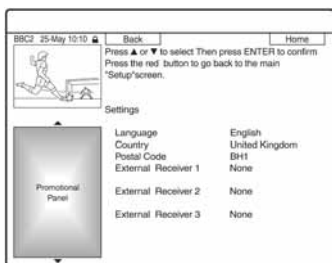 BBC2 25-May 10:10 Back Home
Press ▲ or ▼ to select Then press ENTER to confirm
Press the red button to go back to the main
"Setup"screen.
Settings
Language English
Country United Kingdom
Postal Code BH1
External Receiver 1 None
External Receiver 2 None
External Receiver 3 None
Promotional
Panel